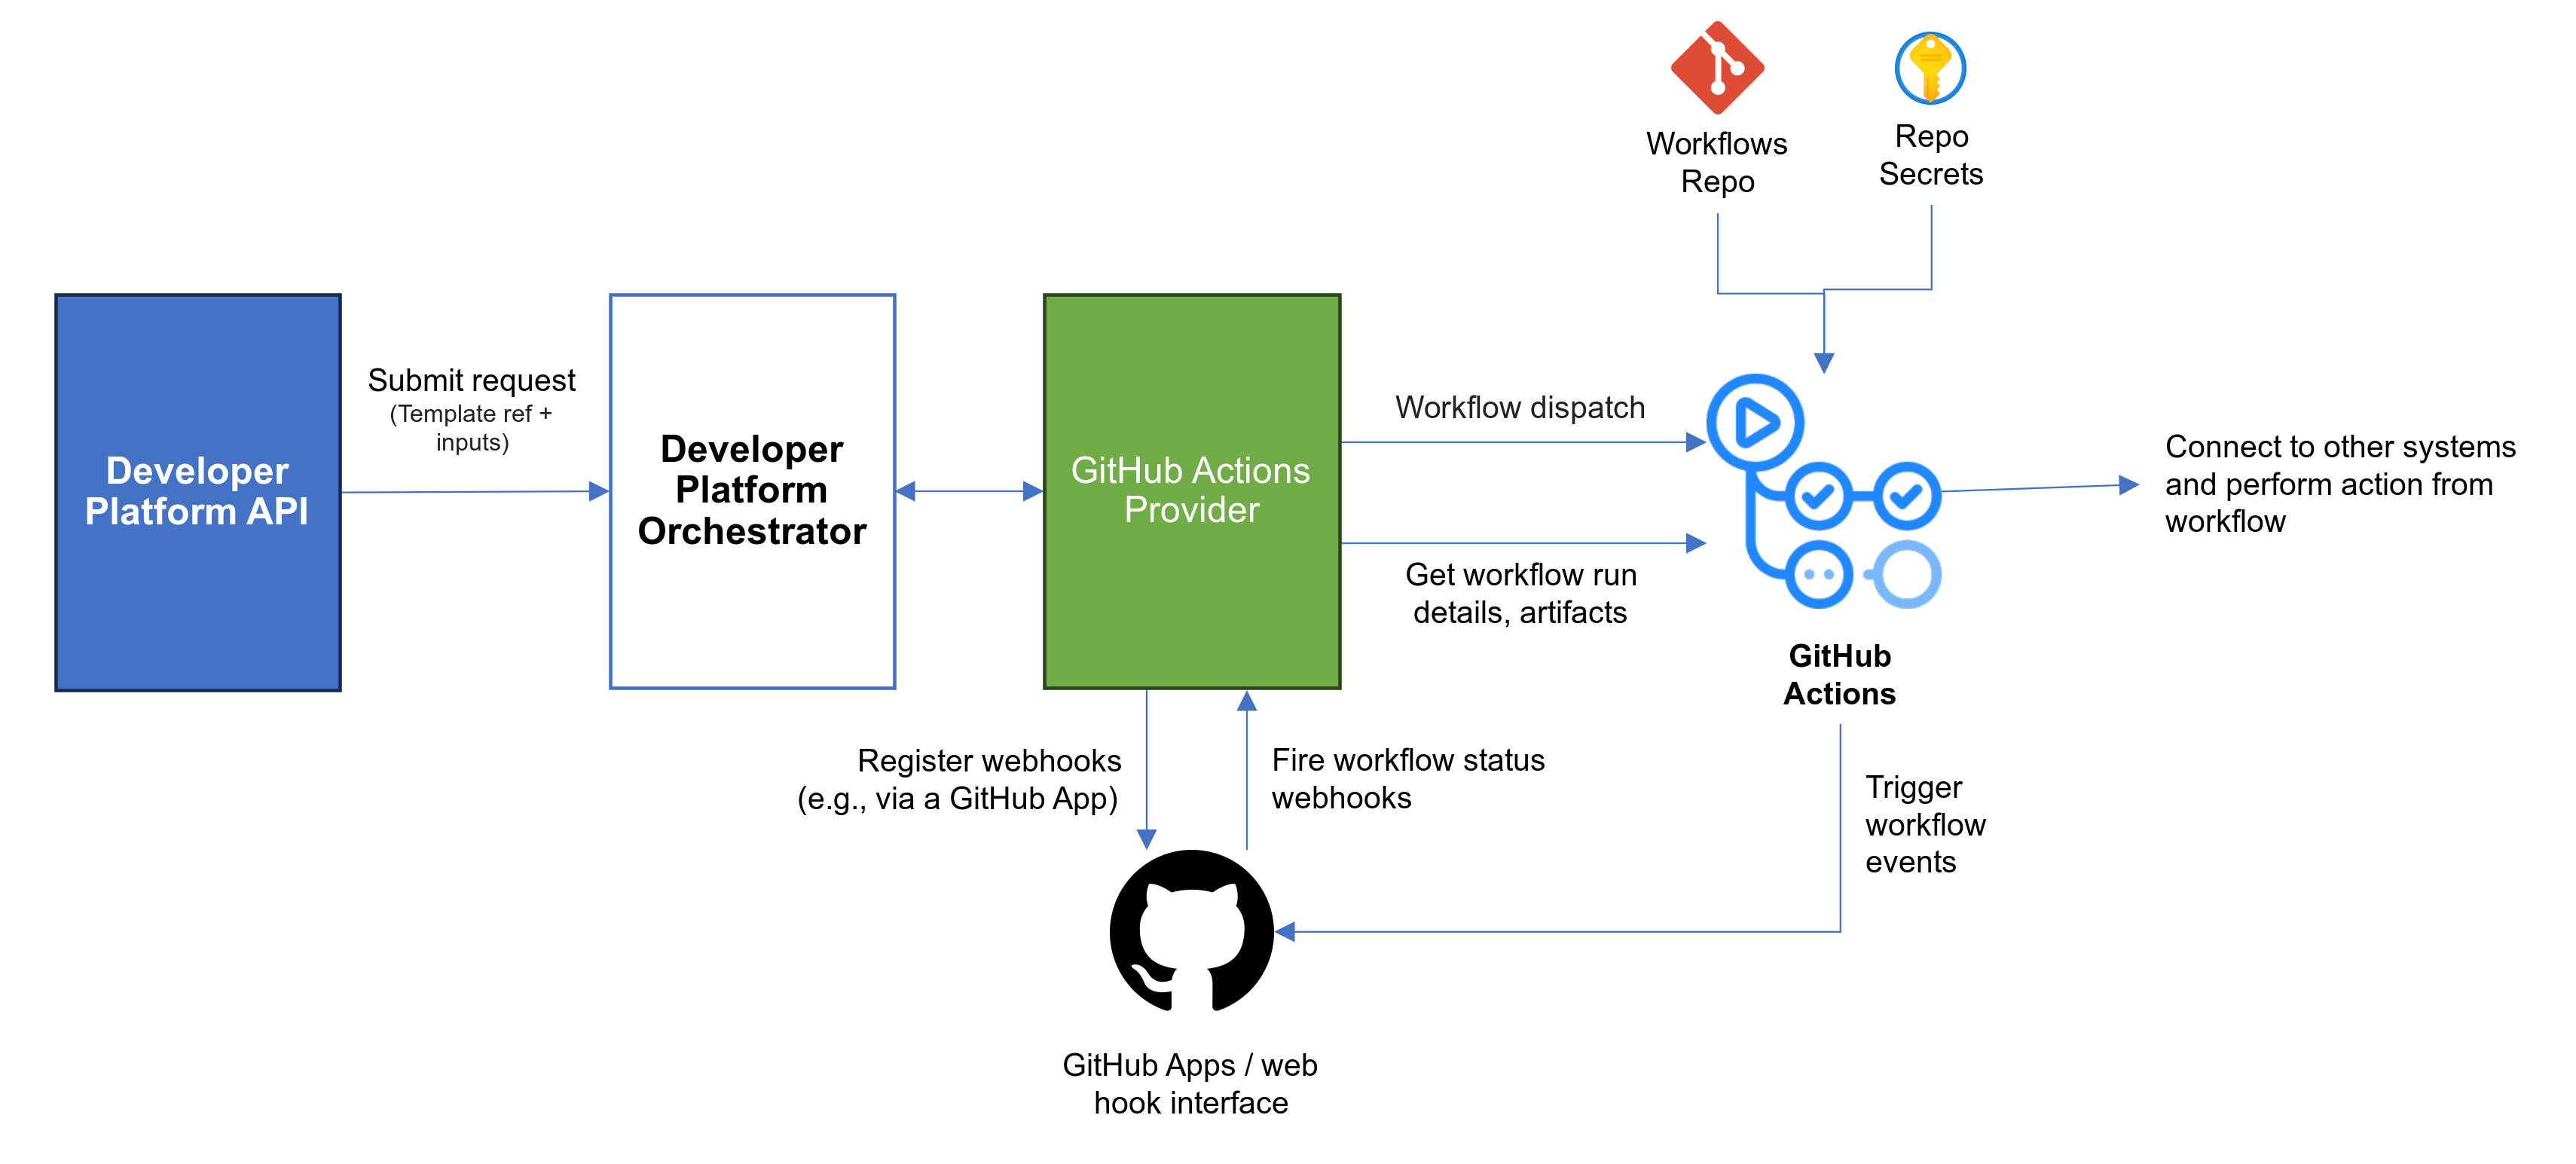 Workflows
Repo
Repo
Secrets
Developer
Platform API
Submit request
(Template ref +
inputs)
Developer
Platform
Orchestrator
GitHub Actions
Provider
Workflow dispatch
Get workflow run
details, artifacts
GitHub
Actions
Connect to other systems
and perform action from
workflow
Register webhooks
(e.g., via a GitHub App)
Fire workflow status
webhooks
Trigger
workflow
events
GitHub Apps / web
hook interface